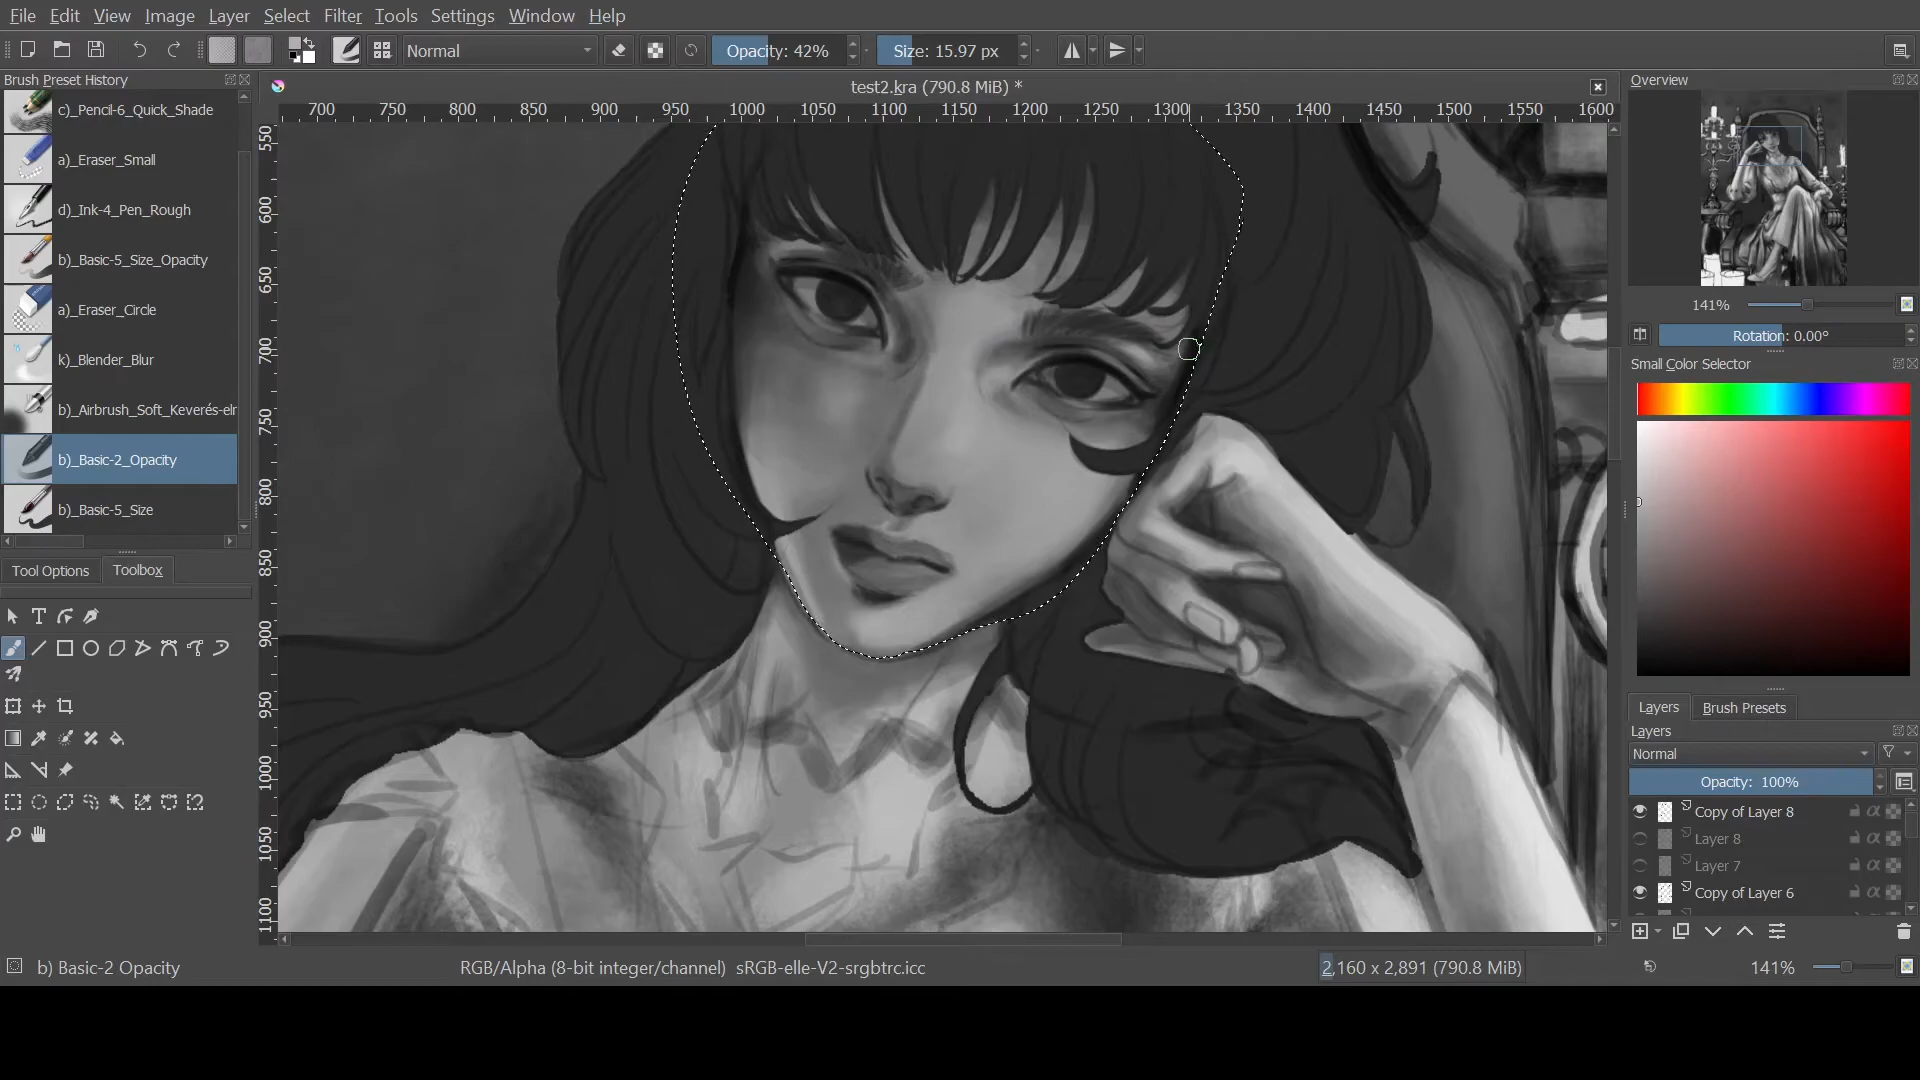 File Edit View Image Layer Select Filter Tools Settings Window Help
Normal
Opacity: 42%
Size: 15.97 px
Brush Preset History
c)_Pencil-6_Quick_Shade
a)_Eraser_Small
d)_Ink-4_Pen_Rough
b)_Basic-5_Size_Opacity
a)_Eraser_Circle
k)_Blender_Blur
b)_Airbrush_Soft_Keverés-elr
b)_Basic-2_Opacity
b)_Basic-5_Size
Tool Options Toolbox
test2.kra (790.8 MiB) *
700 750 800 850 900 950 1000 1050 1100 1150 1200 1250 1300 1350 1400 1450 1500 1550 1600
550
600
650
700
750
800
850
900
950
1000
1050
1100
Overview
141%
Rotation: 0.00°
Small Color Selector
Layers Brush Presets
Layers
Normal
Opacity: 100%
Copy of Layer 8
Layer 8
Layer 7
Copy of Layer 6
b) Basic-2 Opacity
RGB/Alpha (8-bit integer/channel) sRGB-elle-V2-srgbtrc.icc
2,160 x 2,891 (790.8 MiB)
141%